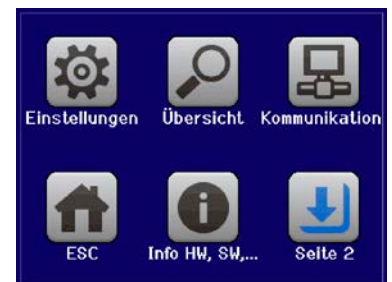 Einstellungen Übersicht Kommunikation
ESC Info HW, SW,... Seite 2